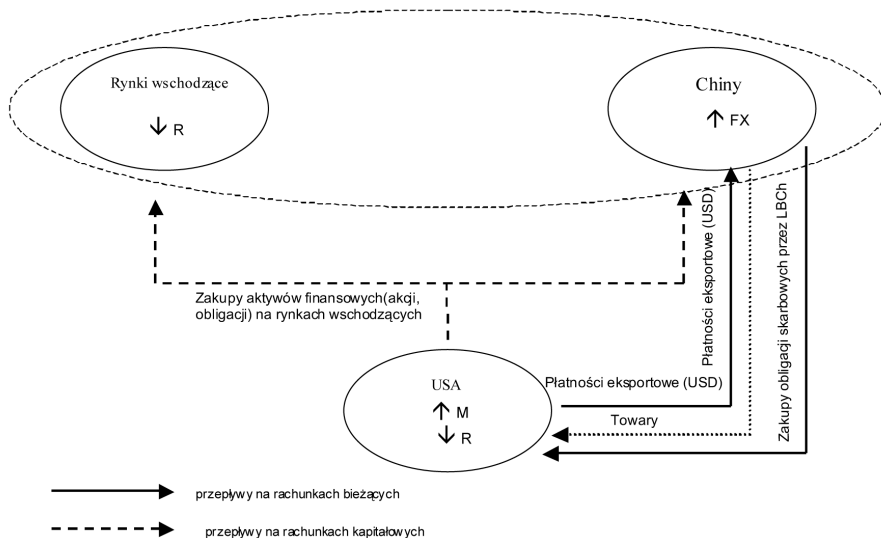 Rynki wschodzące
↓ R
Chiny
↑ FX
Płatności eksportowe (USD)
Zakupy obligacji skarbowych przez LBCh
Zakupy aktywów finansowych(akcji,
obligacji) na rynkach wschodzących
USA
↑ M
↓ R
Płatności eksportowe (USD)
Towary
przepływy na rachunkach bieżących
przepływy na rachunkach kapitałowych